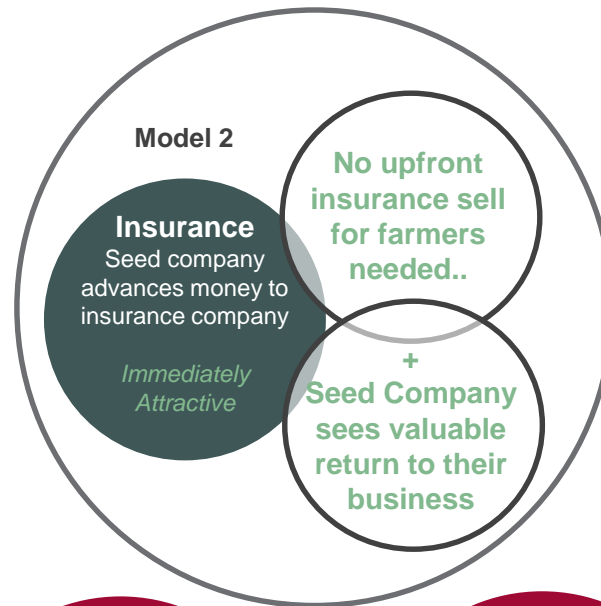 Model 2
Insurance
Seed company
advances money to
insurance company
Immediately
Attractive
No upfront
insurance sell
for farmers
needed..
+
Seed Company
sees valuable
return to their
business